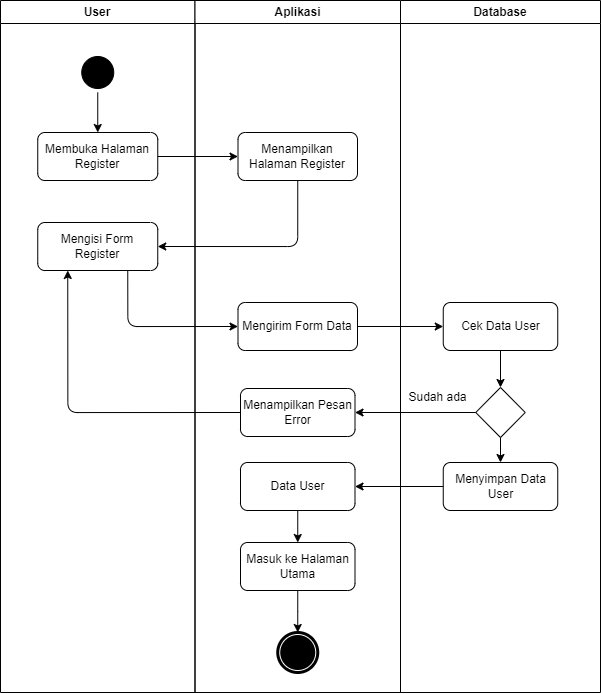 User
Aplikasi
Database
Membuka Halaman
Register
Menampilkan
Halaman Register
Mengisi Form
Register
Mengirim Form Data
Cek Data User
Sudah ada
Menampilkan Pesan
Error
Menyimpan Data
User
Data User
Masuk ke Halaman
Utama